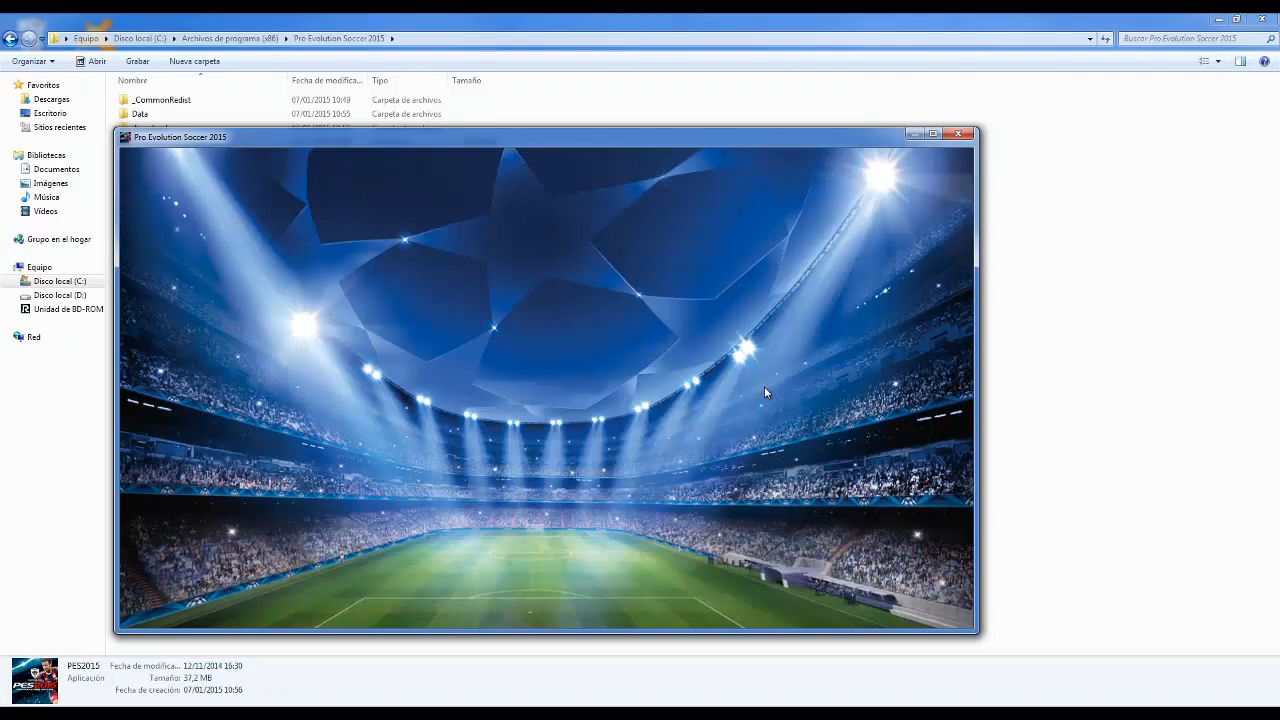 Equipo
Disco local (C:)
Archivos de programa (x86)
Pro Evolution Soccer 2015
Buscar Pro Evolution Soccer 2015
Organizar
Abrir
Grabar
Nueva carpeta
Nombre
Fecha de modifica...
Tipo
Tamaño
Favoritos
Descargas
Escritorio
Sitios recientes
Bibliotecas
Documentos
Imágenes
Música
Vídeos
Grupo en el hogar
Equipo
Disco local (C:)
Disco local (D:)
Unidad de BD-ROM
Red
_CommonRedist 07/01/2015 10:49 Carpeta de archivos
Data 07/01/2015 10:55 Carpeta de archivos
Pro Evolution Soccer 2015
PES2015 Fecha de modifica... 12/11/2014 16:30
Aplicación Tamaño: 37,2 MB
Fecha de creación: 07/01/2015 10:56